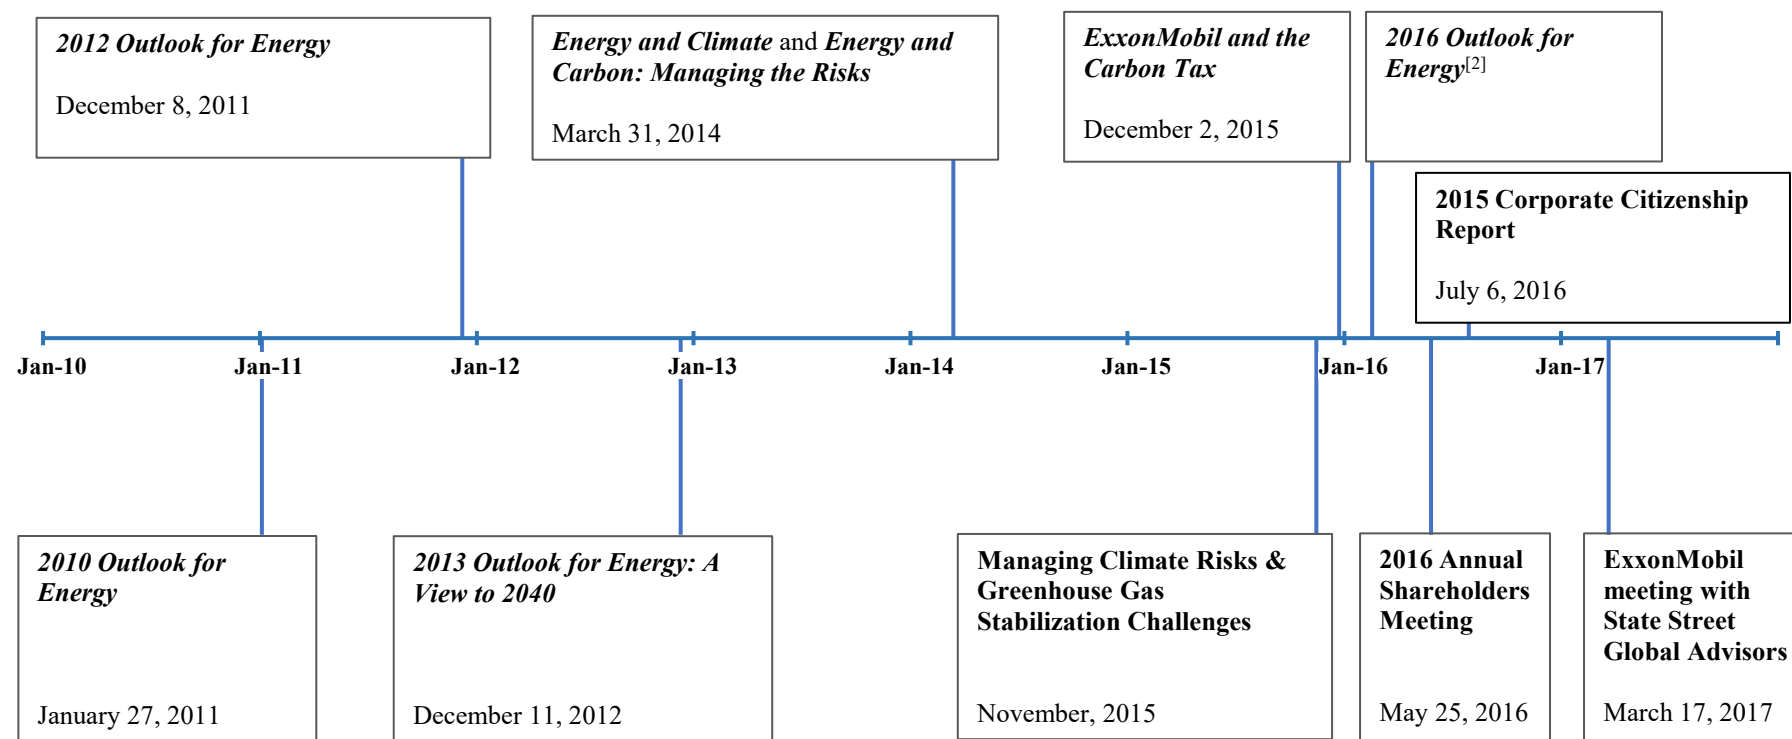 2012 Outlook for Energy
December 8, 2011
Energy and Climate and Energy and
Carbon: Managing the Risks
March 31, 2014
ExxonMobil and the
Carbon Tax
December 2, 2015
2016 Outlook for
Energy[2]
2015 Corporate Citizenship
Report
July 6, 2016
Jan-10
Jan-11
Jan-12
Jan-13
Jan-14
Jan-15
Jan-16
Jan-17
2010 Outlook for
Energy
January 27, 2011
2013 Outlook for Energy: A
View to 2040
December 11, 2012
Managing Climate Risks &
Greenhouse Gas
Stabilization Challenges
November, 2015
2016 Annual
Shareholders
Meeting
May 25, 2016
ExxonMobil
meeting with
State Street
Global Advisors
March 17, 2017